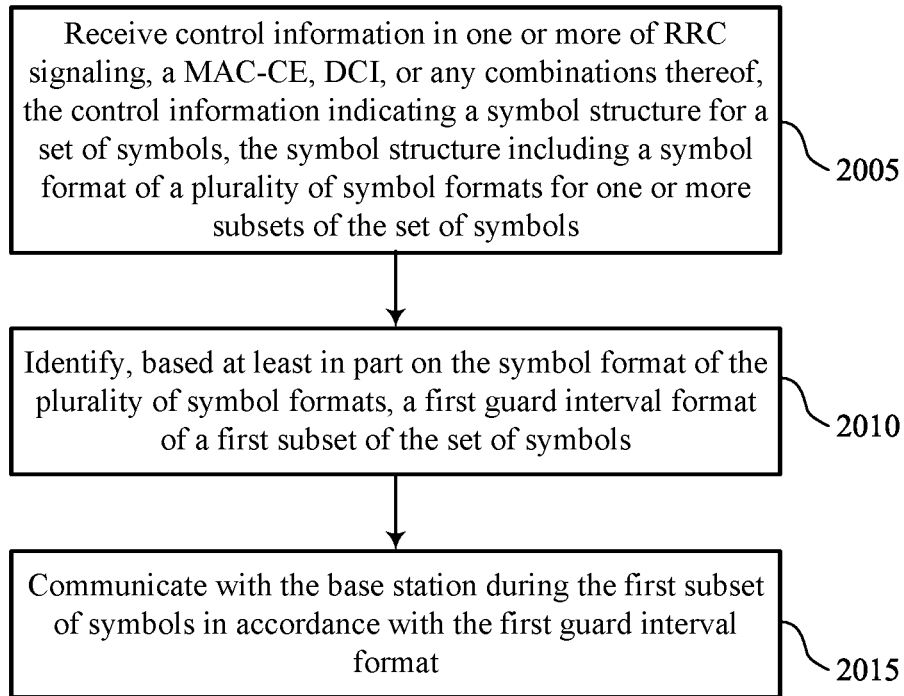 Receive control information in one or more of RRC
signaling, a MAC-CE, DCI, or any combinations thereof,
the control information indicating a symbol structure for a
set of symbols, the symbol structure including a symbol
format of a plurality of symbol formats for one or more
subsets of the set of symbols
2005
Identify, based at least in part on the symbol format of the
plurality of symbol formats, a first guard interval format
of a first subset of the set of symbols
2010
Communicate with the base station during the first subset
of symbols in accordance with the first guard interval
format
2015